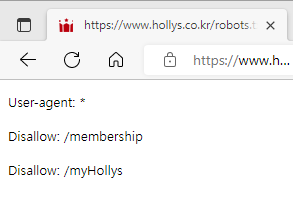 https://www.hollys.co.kr/robots.t
https://www.h...
User-agent: *
Disallow: /membership
Disallow: /myHollys